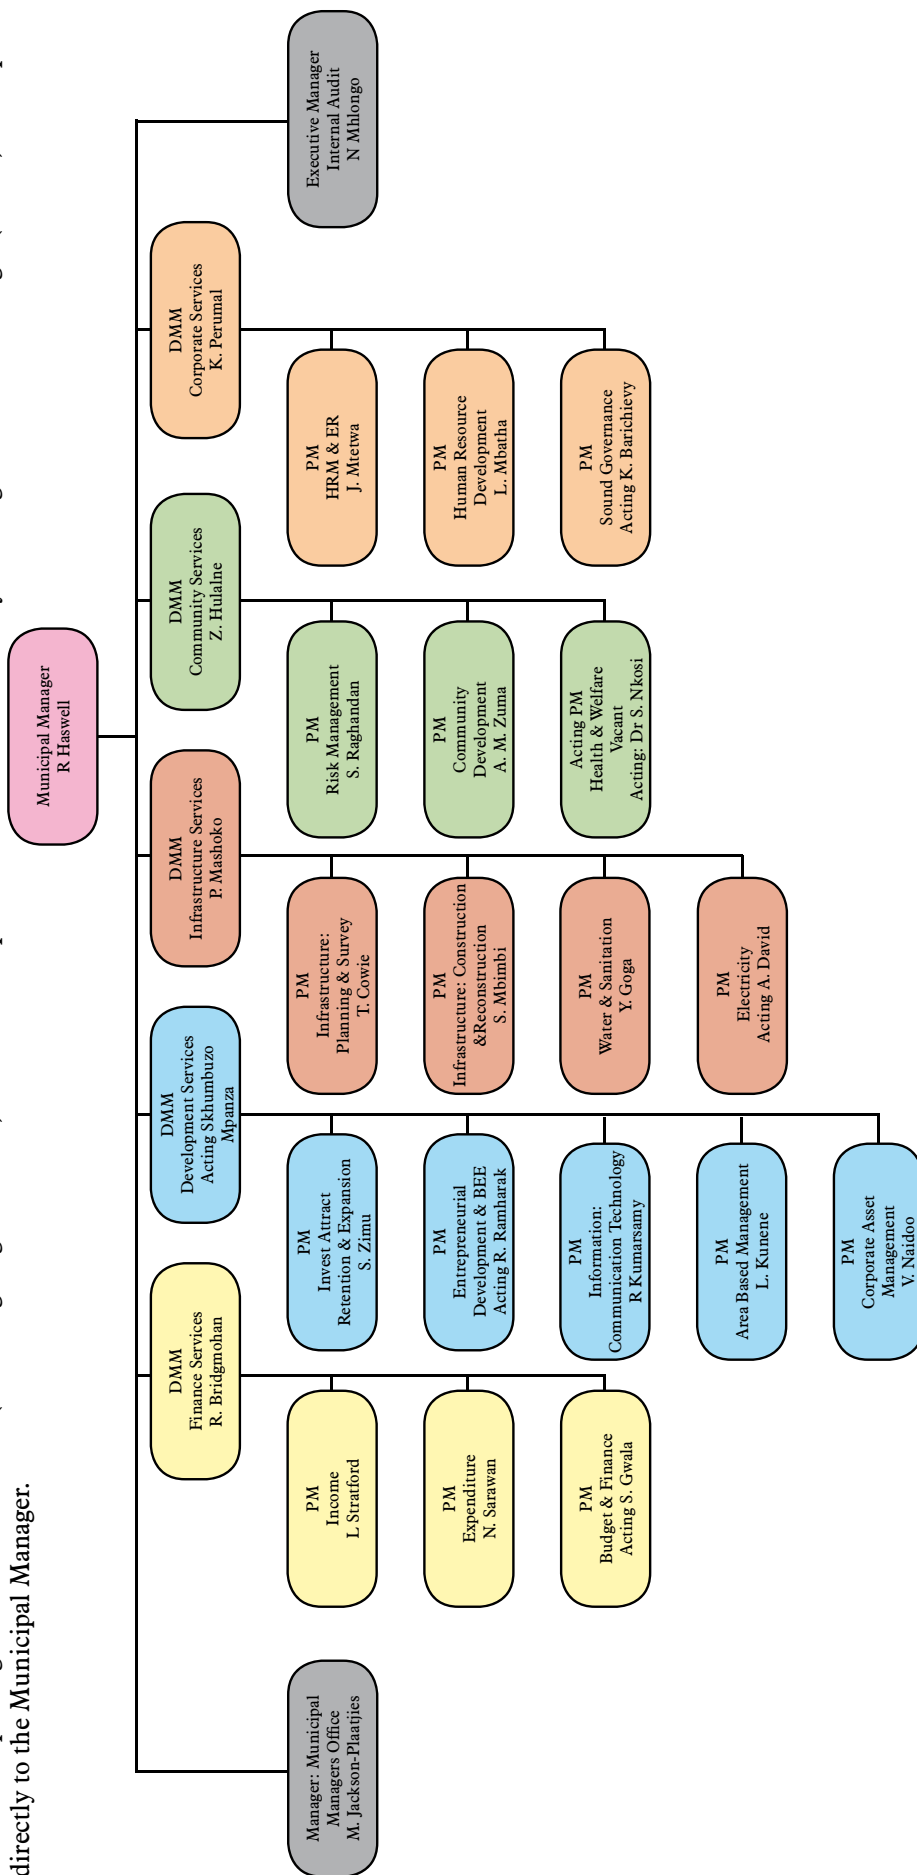 directly to the Municipal Manager.
Municipal Manager
R Haswell
Manager: Municipal
Managers Office
M. Jackson-Plaatjies
DMM
Finance Services
R. Bridgmohan
PM
Income
L Stratford
PM
Expenditure
N. Sarawan
PM
Budget & Finance
Acting S. Gwala
DMM
Development Services
Acting Skhumbuzo
Mpanza
PM
Invest Attract
Retention & Expansion
S. Zimu
PM
Entrepreneurial
Development & BEE
Acting R. Ramharak
PM
Information:
Communication Technology
R Kumarsamy
PM
Area Based Management
L. Kunene
PM
Corporate Asset
Management
V. Naidoo
DMM
Infrastructure Services
P. Mashoko
PM
Infrastructure:
Planning & Survey
T. Cowie
PM
Infrastructure: Construction
&Reconstruction
S. Mbimbi
PM
Water & Sanitation
Y. Goga
PM
Electricity
Acting A. David
DMM
Community Services
Z. Hulalne
PM
Risk Management
S. Raghandan
PM
Community
Development
A. M. Zuma
Acting PM
Health & Welfare
Vacant
Acting: Dr S. Nkosi
DMM
Corporate Services
K. Perumal
PM
HRM & ER
J. Mtetwa
PM
Human Resource
Development
L. Mbatha
PM
Sound Governance
Acting K. Barichievy
Executive Manager
Internal Audit
N Mhlongo